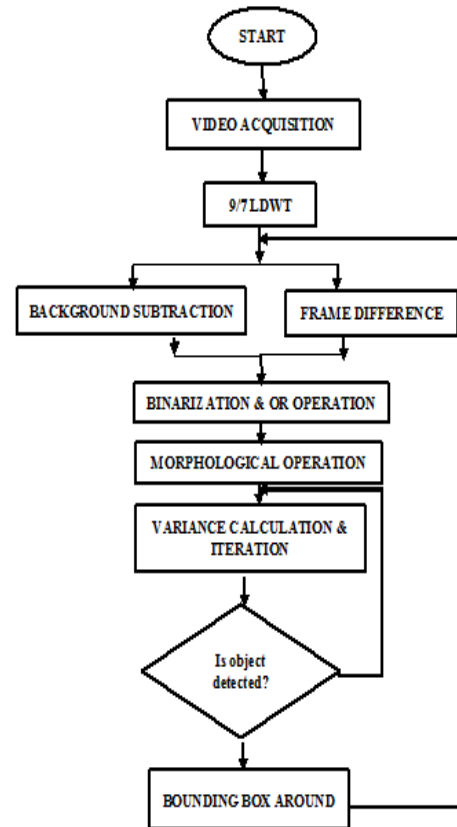 START
VIDEO ACQUISITION
9/7 LDWT
BACKGROUND SUBTRACTION
FRAME DIFFERENCE
BINARIZATION & OR OPERATION
MORPHOLOGICAL OPERATION
VARIANCE CALCULATION &
ITERATION
Is object
detected?
BOUNDING BOX AROUND